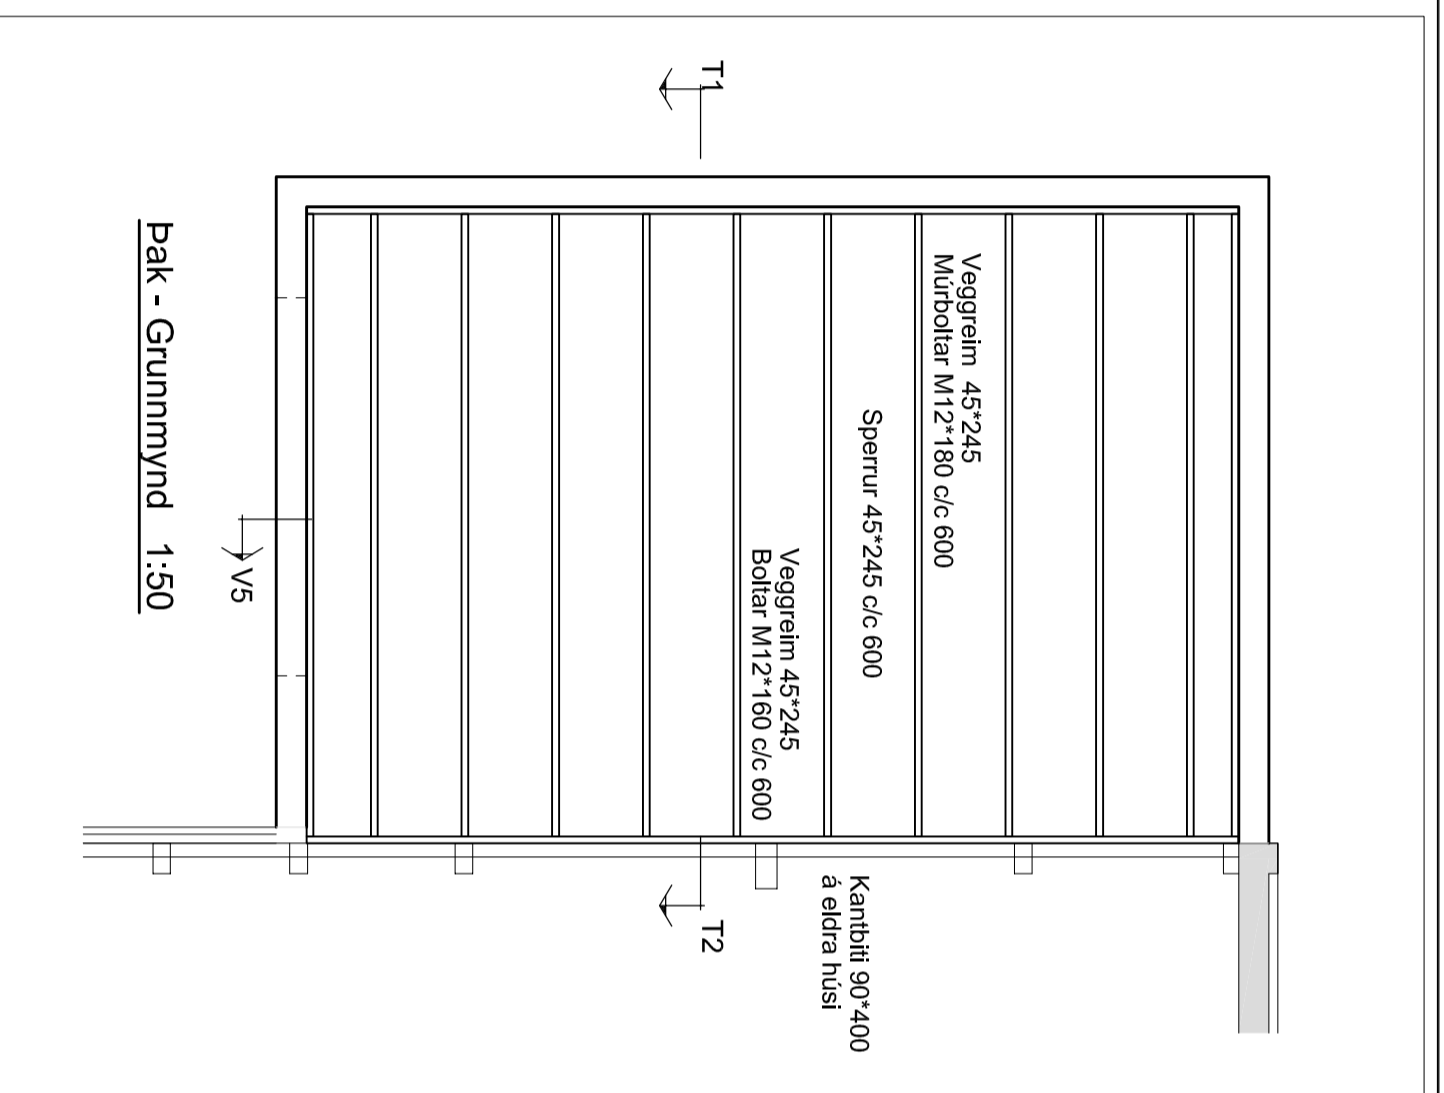 T1
Veggreim 45*245
Múrboltar M12*180 c/c 600
Sperrur 45*245 c/c 600
Veggreim 45*245
Boltar M12*160 c/c 600
Kantbiti 90*400
á eldra húsi
T2
V5
Þak - Grunnmynd 1:50